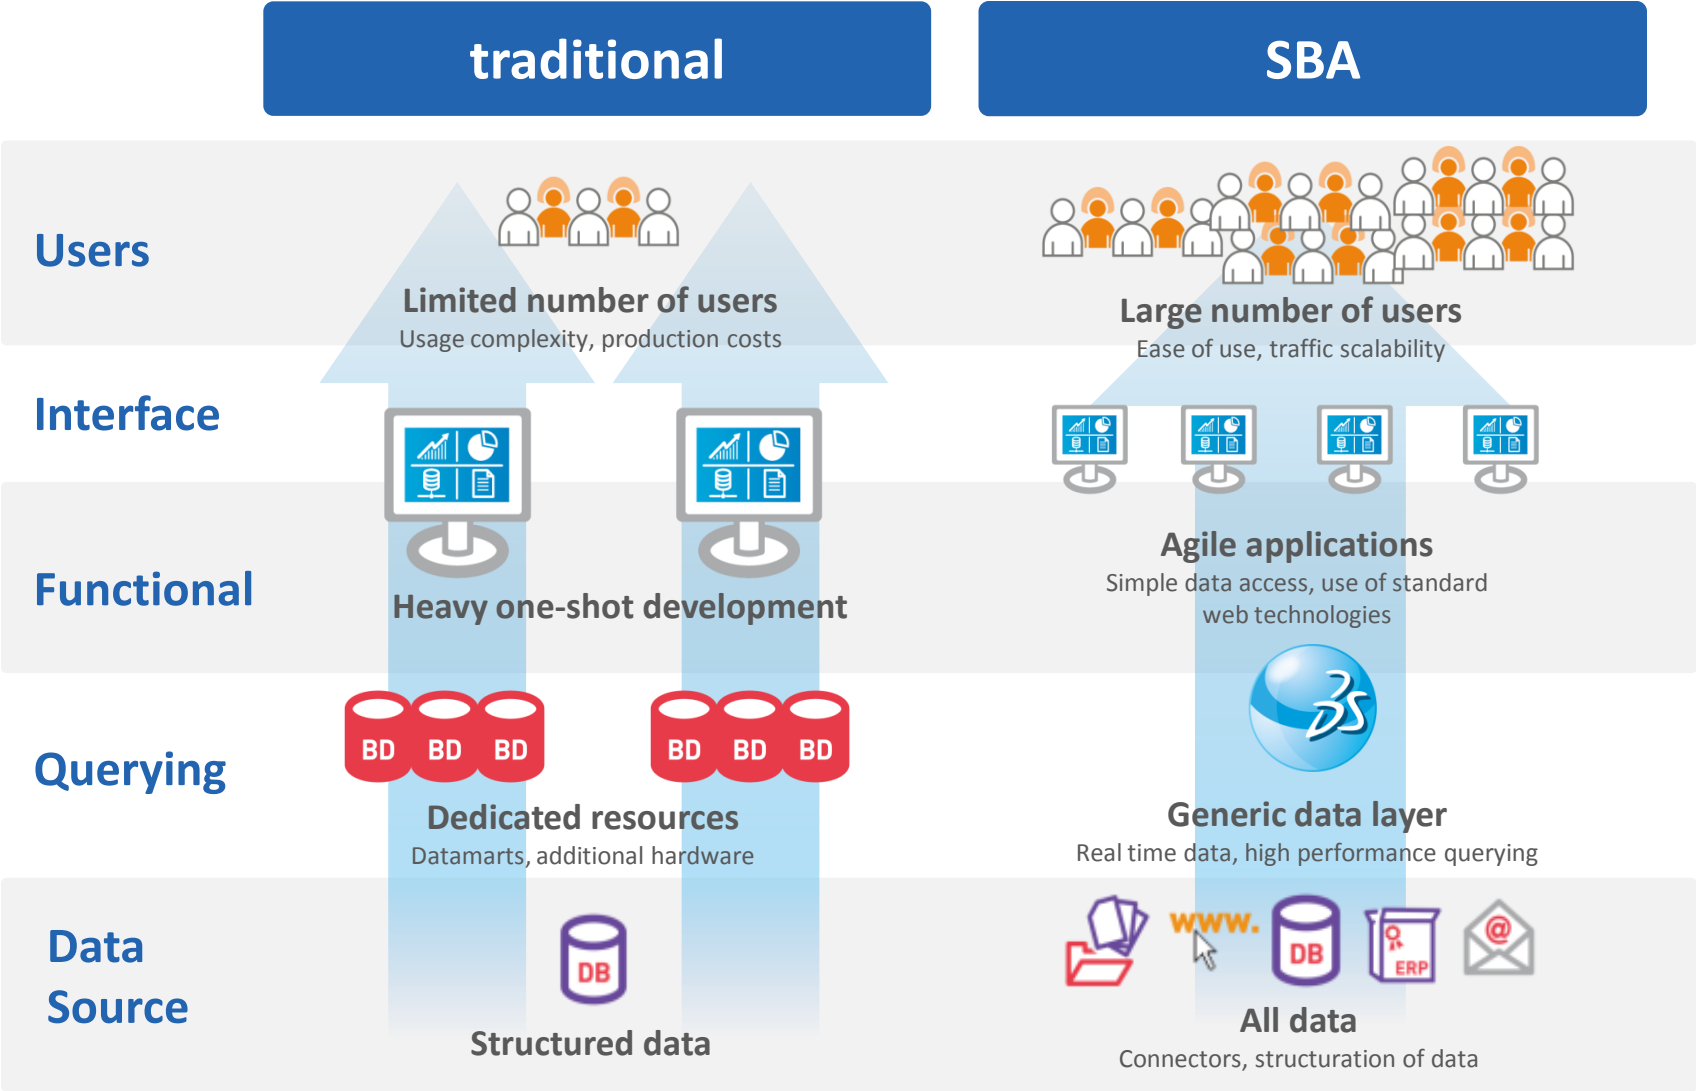 traditional
SBA
Users
Limited number of users
Usage complexity, production costs
Large number of users
Ease of use, traffic scalability
Interface
Functional
Heavy one-shot development
Agile applications
Simple data access, use of standard
web technologies
Querying
BD BD BD
BD BD BD
Dedicated resources
Datamarts, additional hardware
DS
Generic data layer
Real time data, high performance querying
Data
Source
DB
Structured data
www.
DB
ERP
@
All data
Connectors, structuration of data